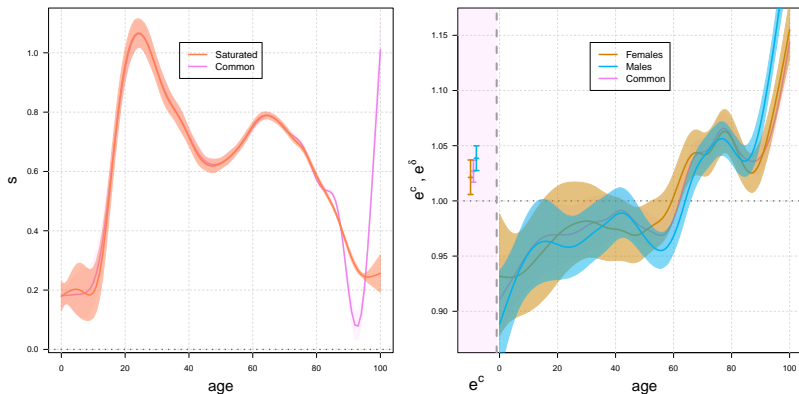 s
1.0
0.8
0.6
0.4
0.2
0.0
Saturated
Common
0 20 40 60 80 100
age
e^c , e^δ
1.15
1.10
1.05
1.00
0.95
0.90
Females
Males
Common
0 20 40 60 80 100
e^c age